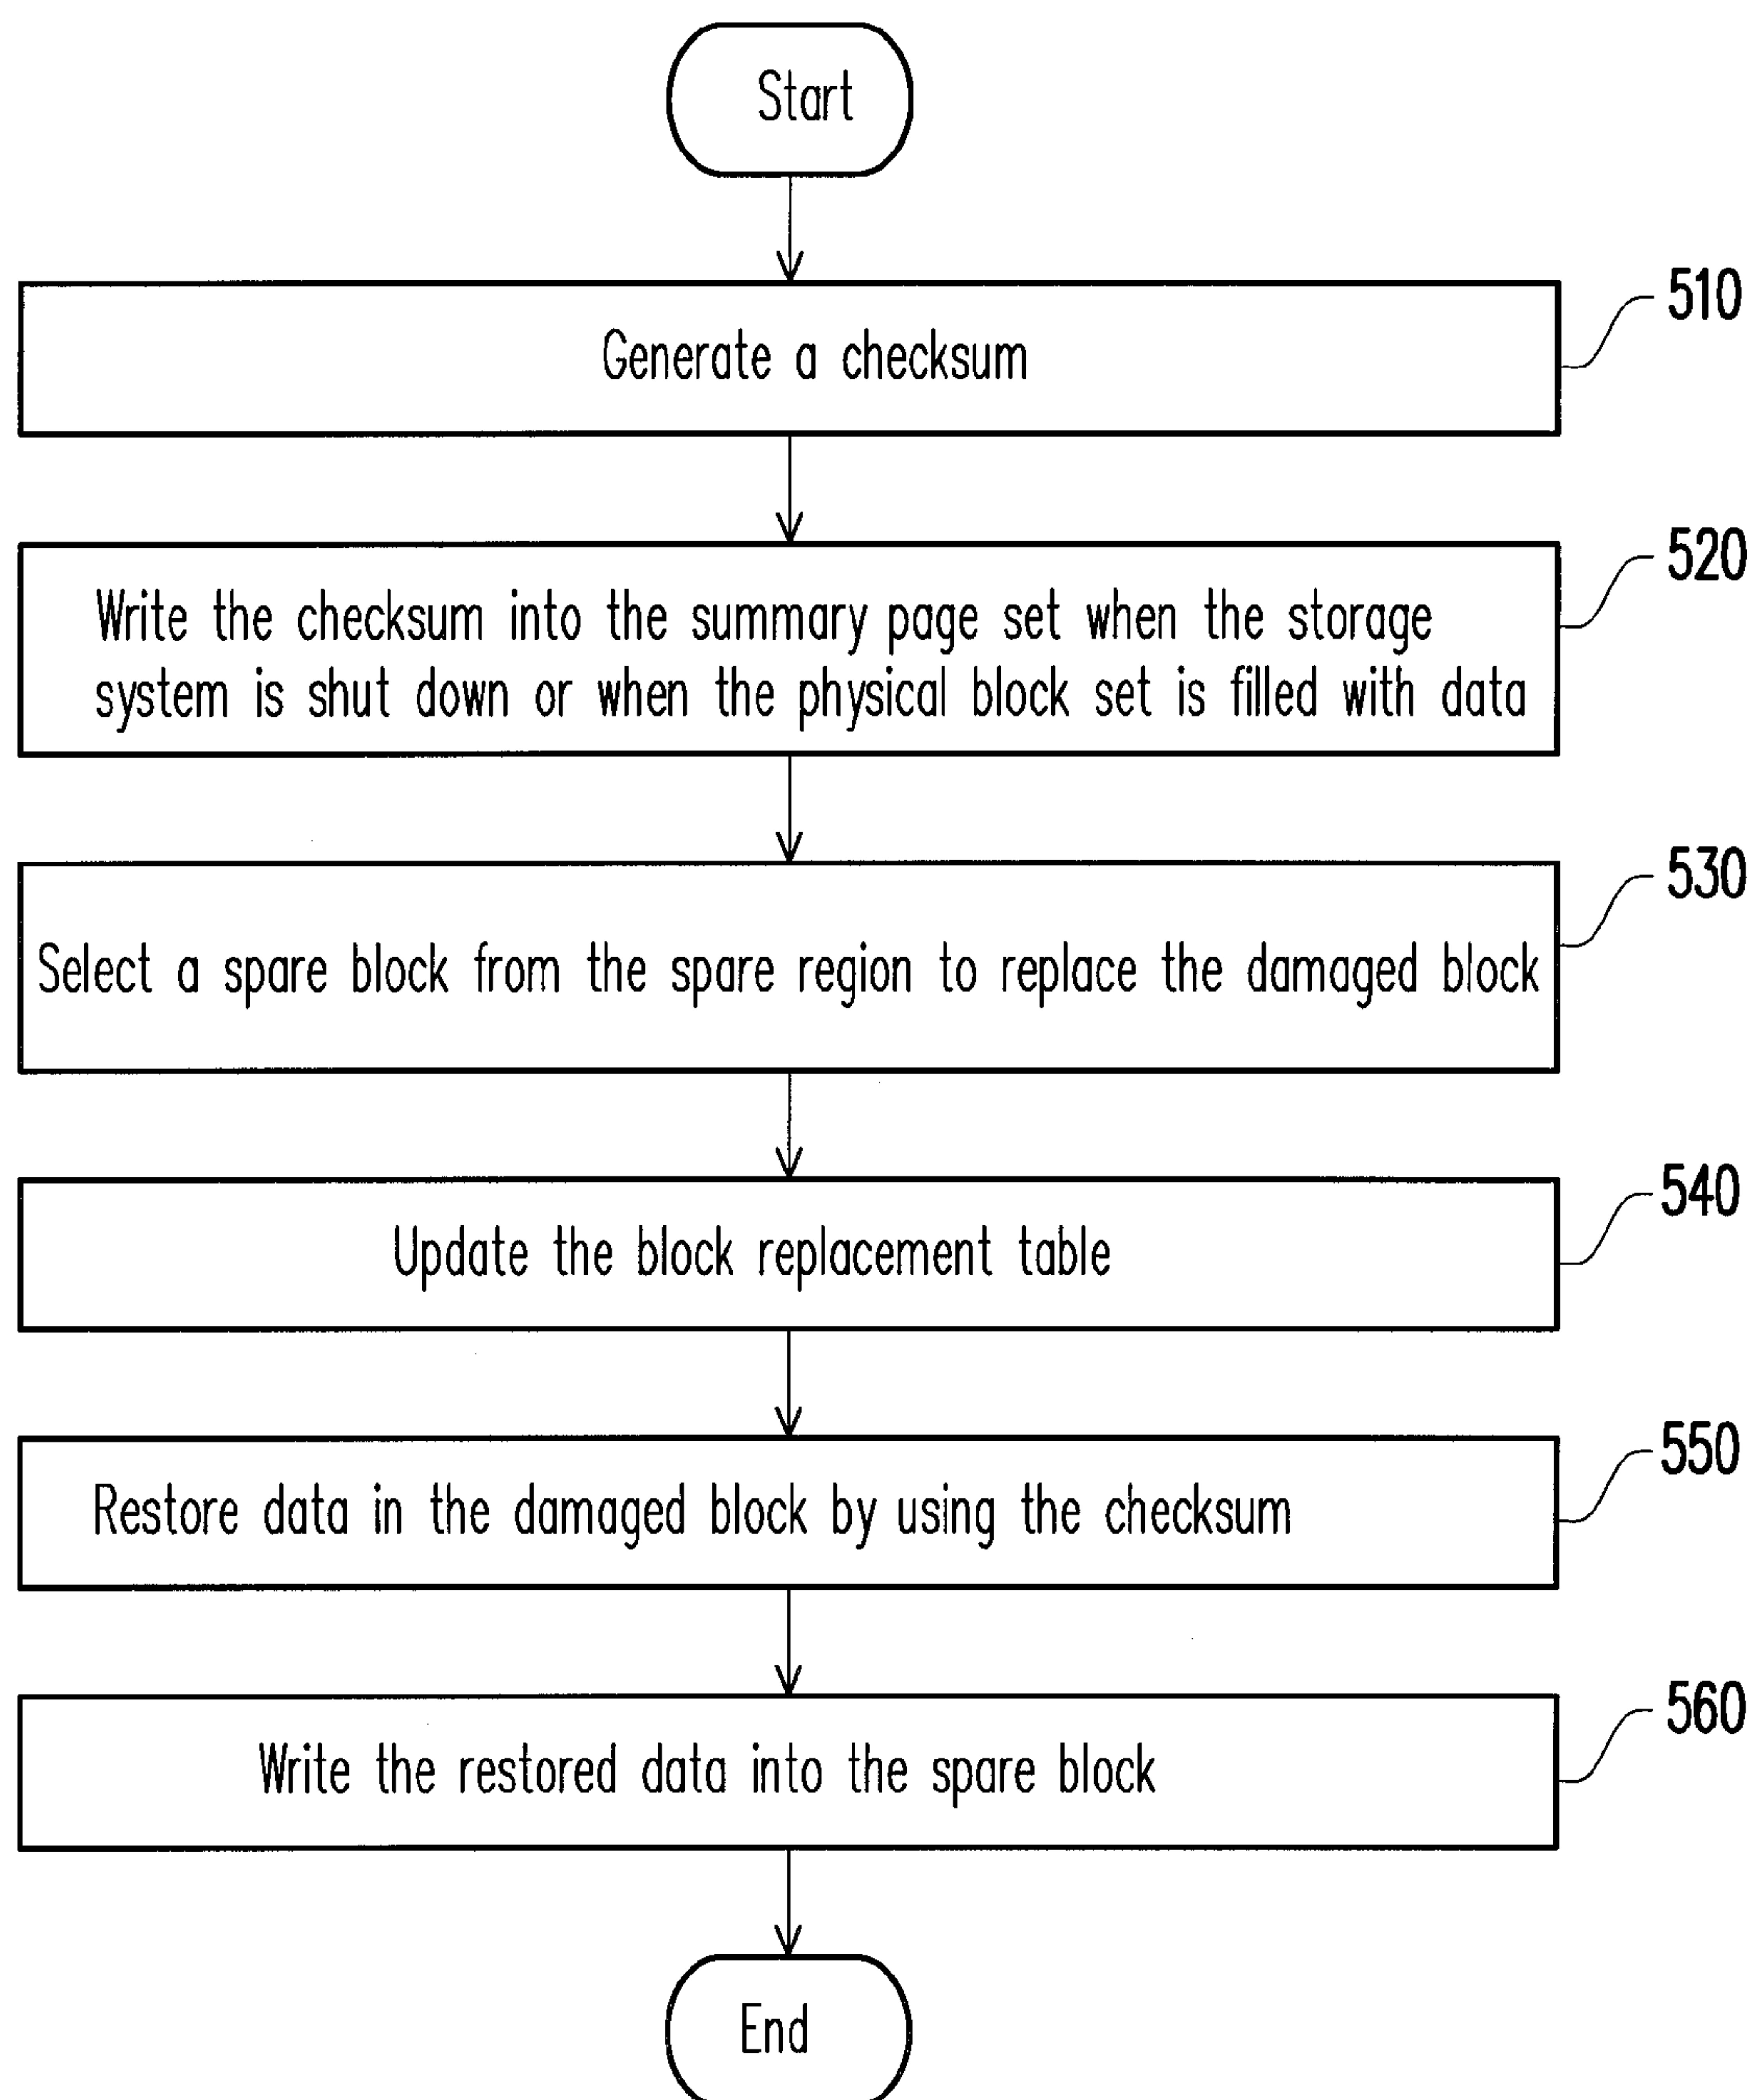 Start
Generate a checksum
510
Write the checksum into the summary page set when the storage
system is shut down or when the physical block set is filled with data
520
Select a spare block from the spare region to replace the damaged block
530
Update the block replacement table
540
Restore data in the damaged block by using the checksum
550
Write the restored data into the spare block
560
End